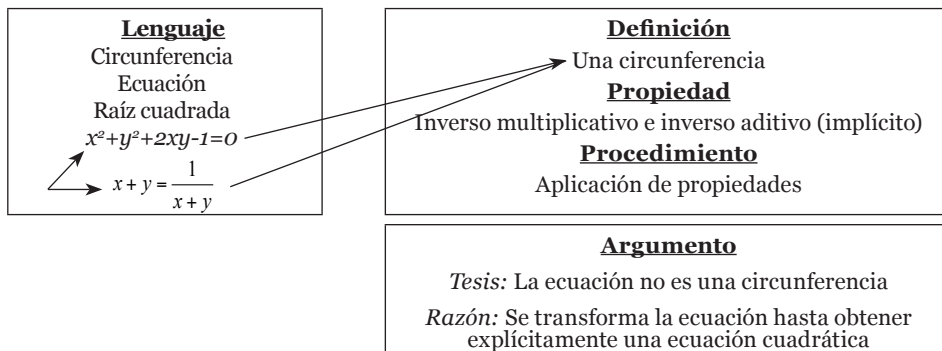 Lenguaje
Circunferencia
Ecuación
Raíz cuadrada
x²+y²+2xy-1=0
x + y = 1/(x + y)
Definición
Una circunferencia
Propiedad
Inverso multiplicativo e inverso aditivo (implícito)
Procedimiento
Aplicación de propiedades
Argumento
Tesis: La ecuación no es una circunferencia
Razón: Se transforma la ecuación hasta obtener
explícitamente una ecuación cuadrática